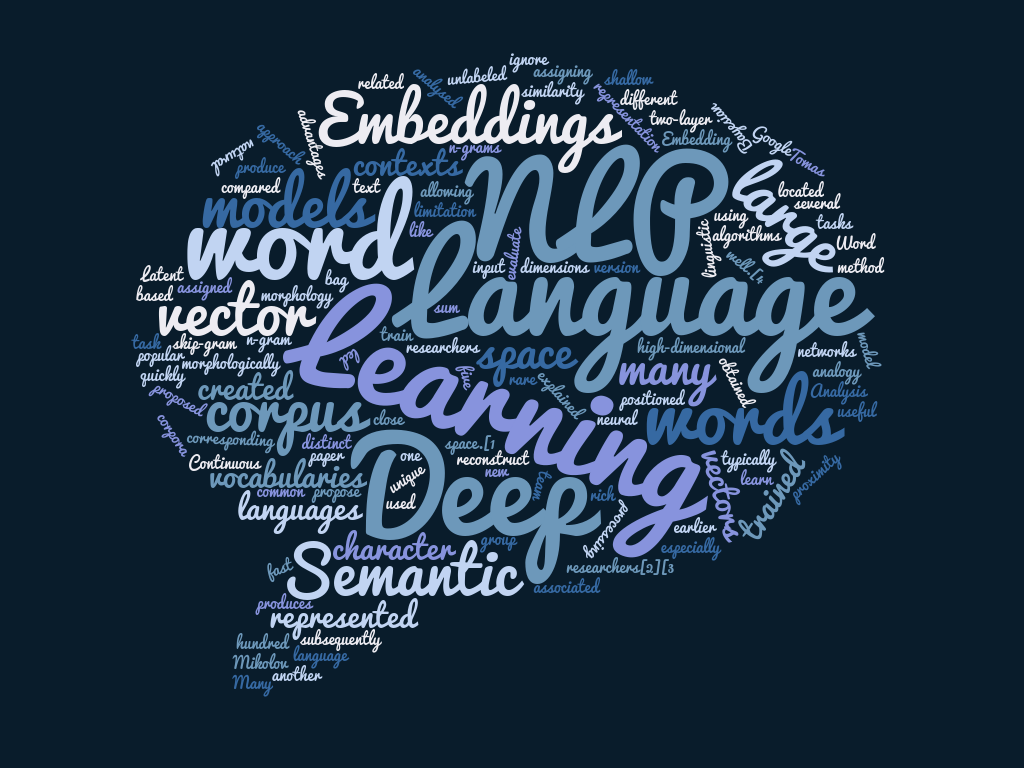 ignore
related
analysed
unlabeled
assigning
shallow
similarity
representation
different
Embeddings
advantages
two-layer
Embedding
Bayesian
Google
Tomas
natural
approach
produce
n-grams
contexts
NLP
large
located
several
compared
models
text
allowing
limitation
like
word
using
algorithms
tasks
Word
method
linguistic
well.[4
evaluate
Latent
based
assigned
bag
morphology
input
dimensions
version
Language
vector
sum
train
task
skip-gram
n-gram
researchers
popular
morphologically
quickly
led
Learning
space
high-dimensional
networks
model
analogy
many
obtained
Analysis
five
rare
explained
positioned
useful
created
proposed
corpus
close
neural
words
corpora
corresponding
distinct
paper
space.[1
Continuous
one
reconstruct
new
vectors
typically
learn
trained
proximity
vocabularies
common
propose
unique
used
Deep
team
rich
processing
earlier
languages
character
group
especially
fast
Semantic
researchers[2][3
associated
produces
represented
hundred
subsequently
Mikolov
language
Many
another